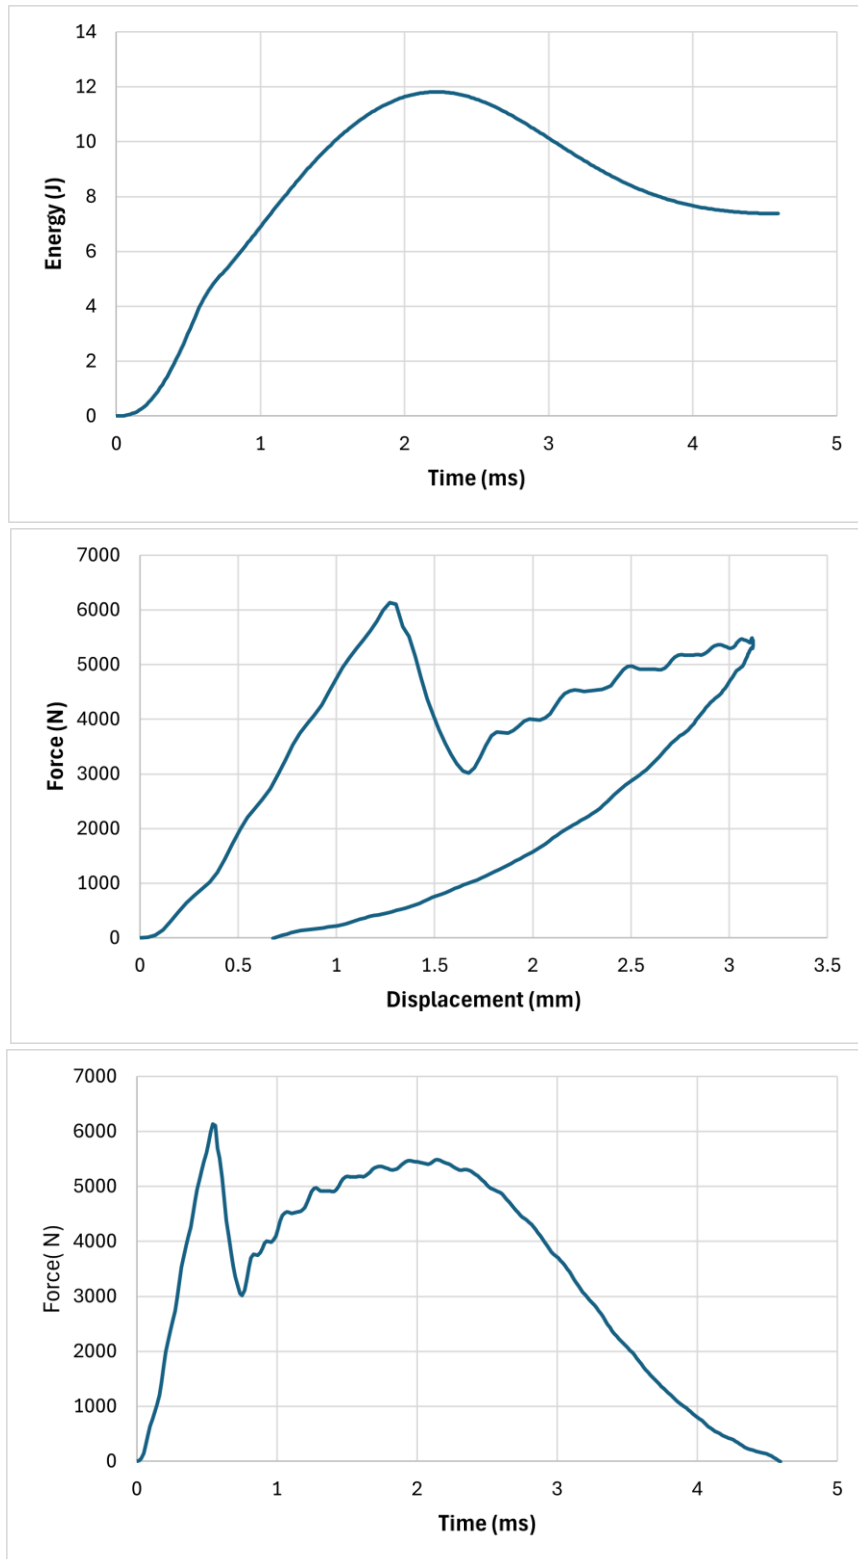 14
12
10
8
6
4
2
0
Energy (J)
0 1 2 3 4 5
Time (ms)
7000
6000
5000
4000
3000
2000
1000
0
Force (N)
0 0.5 1 1.5 2 2.5 3 3.5
Displacement (mm)
7000
6000
5000
4000
3000
2000
1000
0
Force( N)
0 1 2 3 4 5
Time (ms)